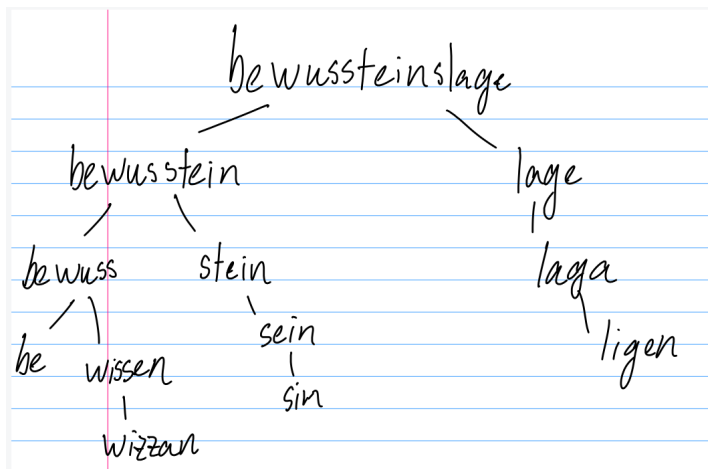 bewussteinslage
bewusstein lage
bewuss stein laga
be wissen sein ligen
wizzan sin